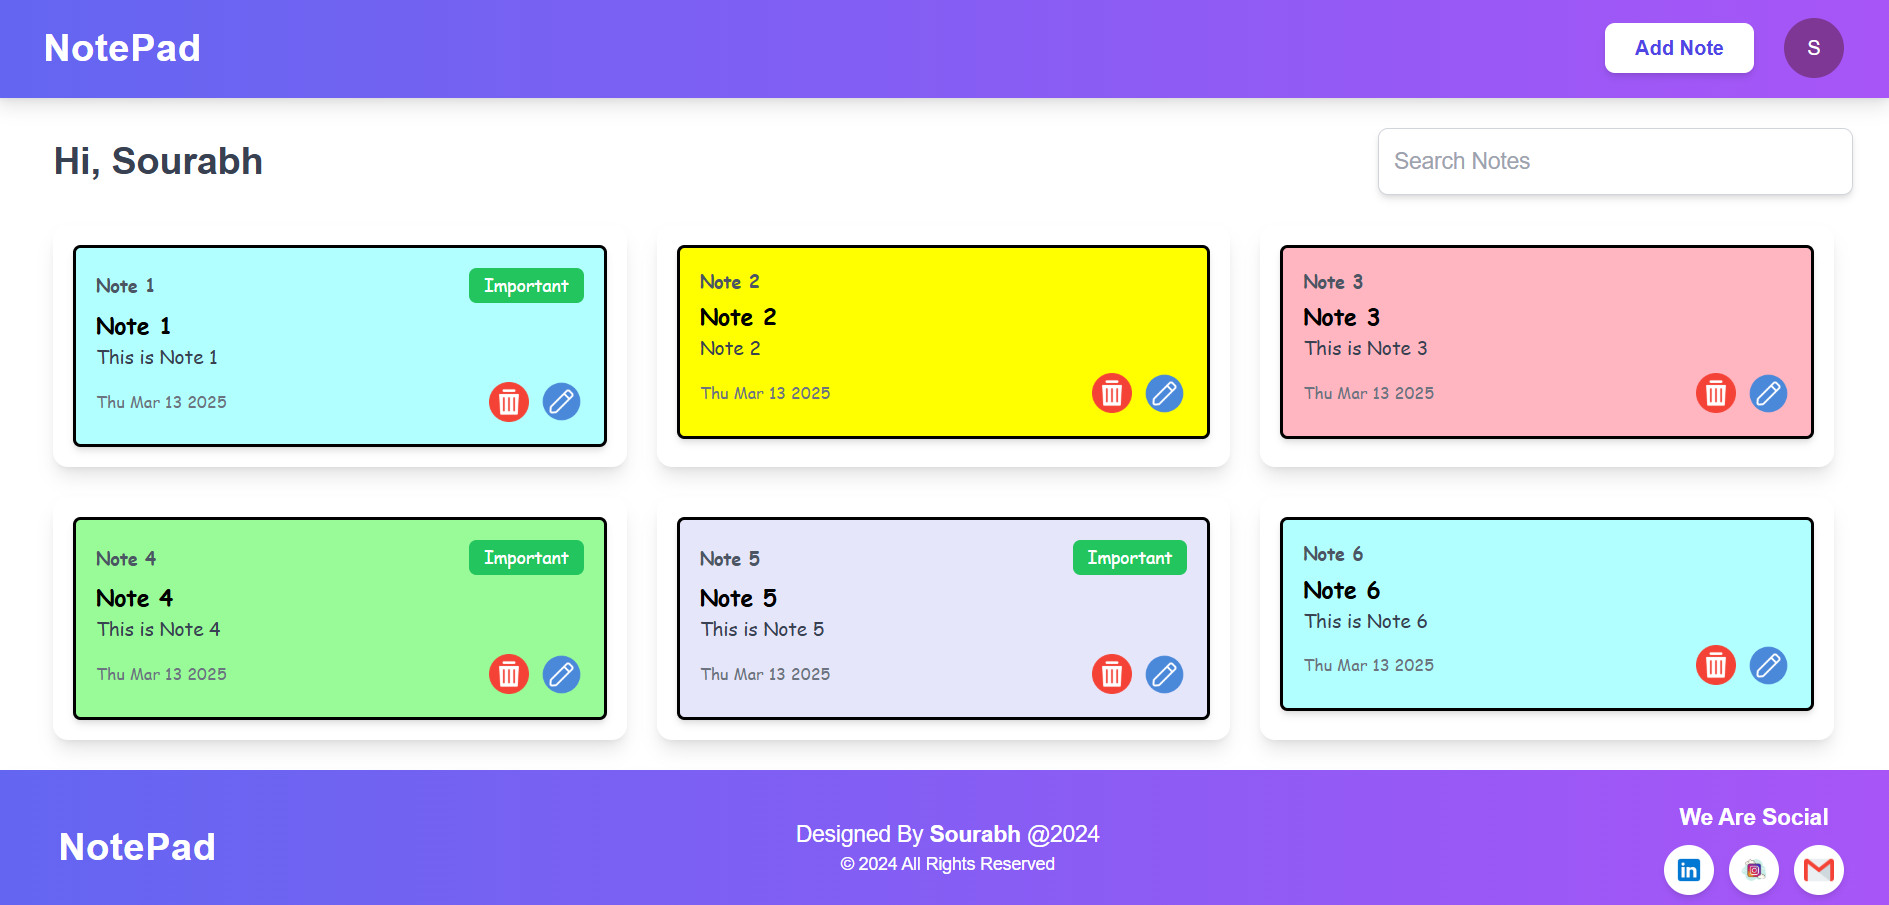 NotePad
Add Note
S
Hi, Sourabh
Search Notes
Note 1
Important
Note 1
This is Note 1
Thu Mar 13 2025
Note 2
Note 2
Note 2
Thu Mar 13 2025
Note 3
Note 3
This is Note 3
Thu Mar 13 2025
Note 4
Important
Note 4
This is Note 4
Thu Mar 13 2025
Note 5
Important
Note 5
This is Note 5
Thu Mar 13 2025
Note 6
Note 6
This is Note 6
Thu Mar 13 2025
NotePad
Designed By Sourabh @2024
© 2024 All Rights Reserved
We Are Social
in